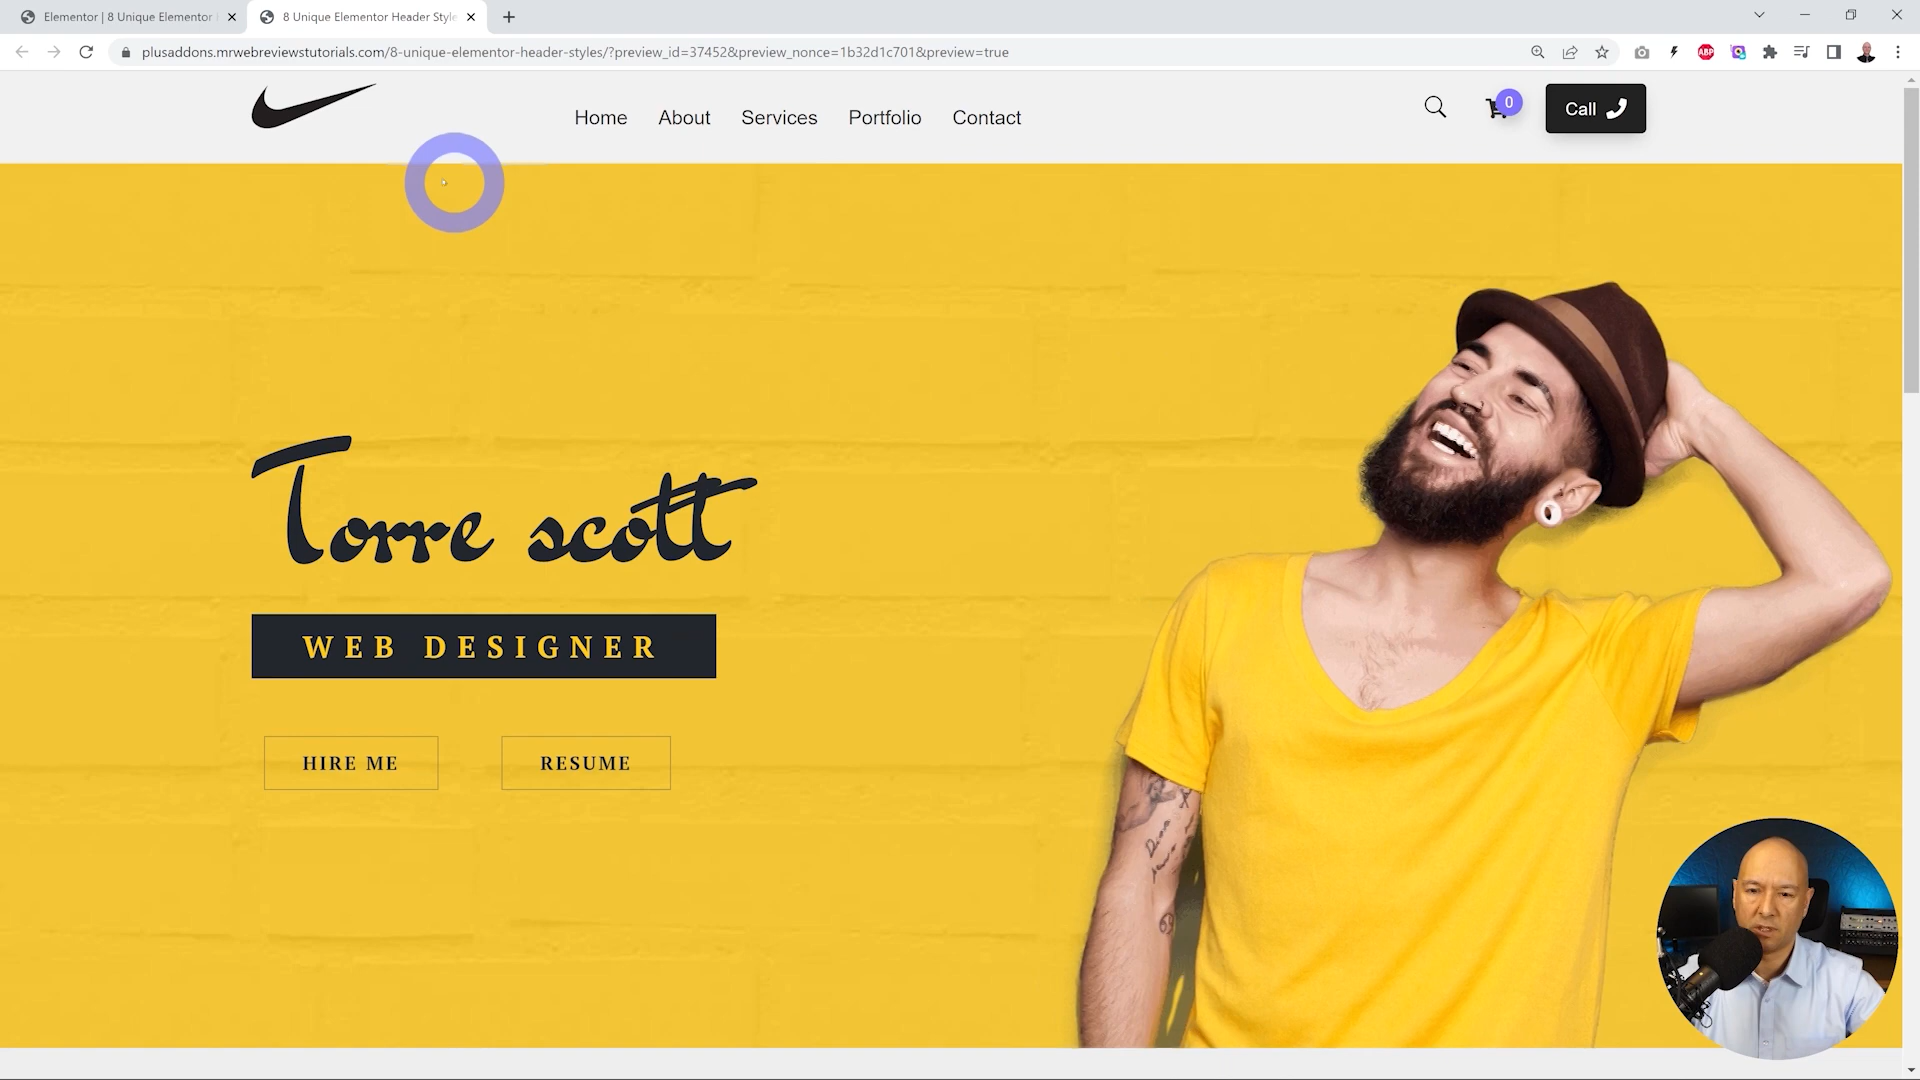 Elementor | 8 Unique Elementor
8 Unique Elementor Header Style
plusaddons.mrwebreviewstutorials.com/8-unique-elementor-header-styles/?preview_id=37452&preview_nonce=1b32d1c701&preview=true
ABP
Home About Services Portfolio Contact
0
Call
Torre scott
WEB DESIGNER
HIRE ME RESUME